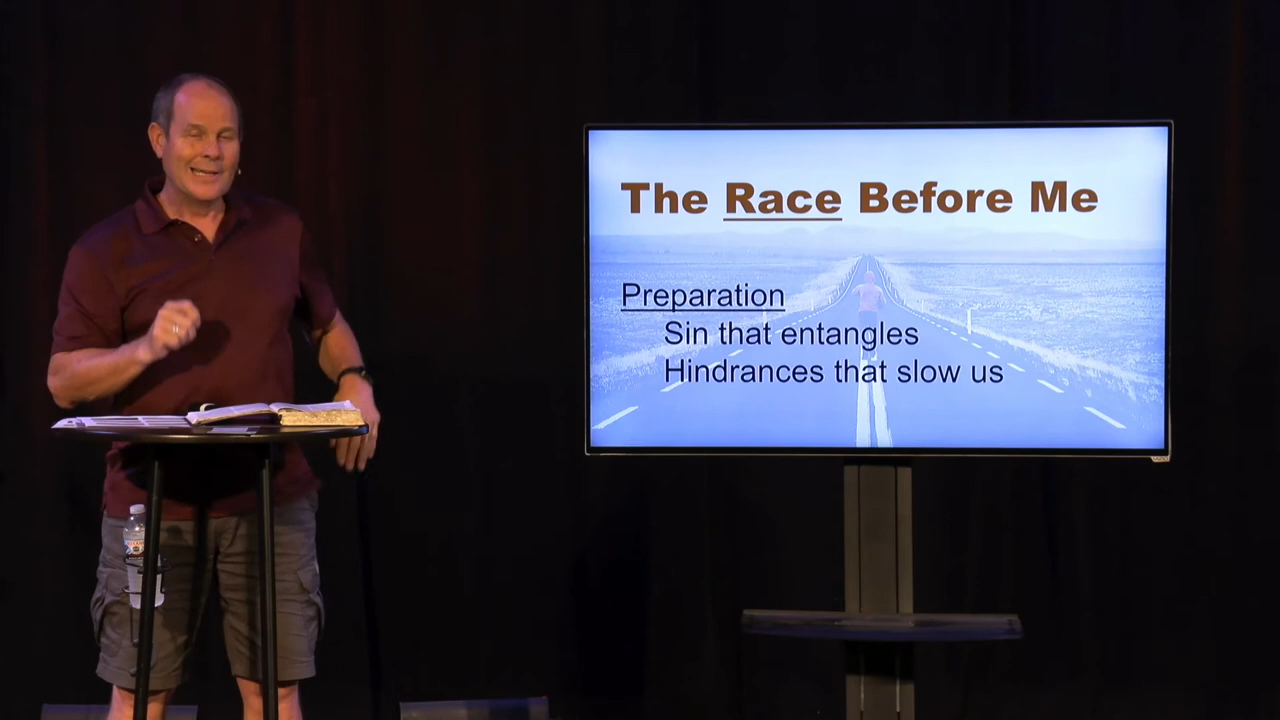 The Race Before Me
Preparation
Sin that entangles
Hindrances that slow us